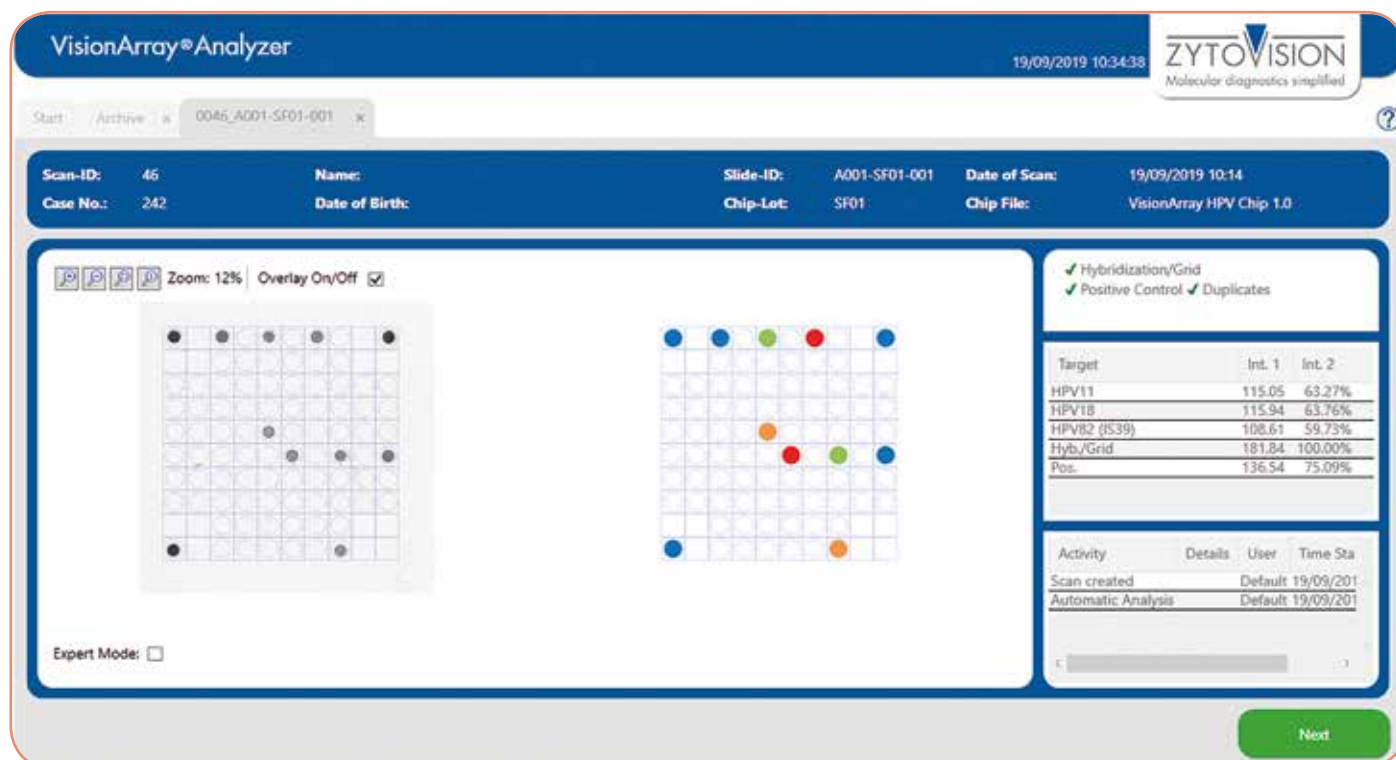 VisionArray®Analyzer
19/09/2019 10:34:38
ZYTOVISION
Molecular diagnostics simplified
Start Archive x 0046_A001-SF01-001 x
?
Scan-ID: 46 Name: Slide-ID: A001-SF01-001 Date of Scan: 19/09/2019 10:14
Case No.: 242 Date of Birth: Chip-Lot: SF01 Chip File: VisionArray HPV Chip 1.0
Zoom: 12% Overlay On/Off
Hybridization/Grid
Positive Control Duplicates
Target Int. 1 Int. 2
HPV11 115.05 63.27%
HPV18 115.94 63.76%
HPV82 (IS39) 108.61 59.73%
Hyb./Grid 181.84 100.00%
Pos. 136.54 75.09%
Activity Details User Time Sta
Scan created Default 19/09/201
Automatic Analysis Default 19/09/201
Expert Mode:
Next